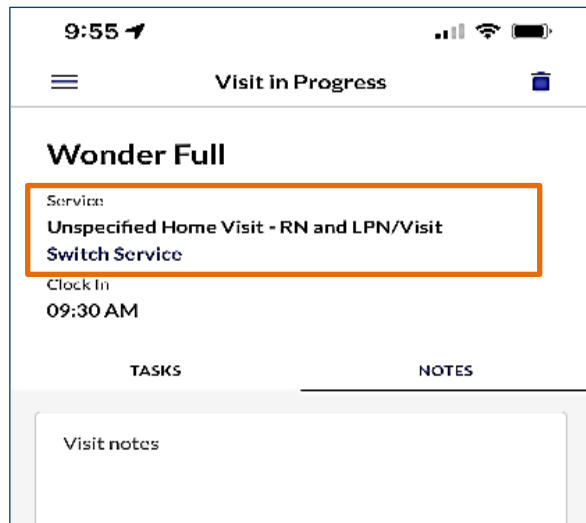 9:55
Visit in Progress
Wonder Full
Service
Unspecified Home Visit - RN and LPN/Visit
Switch Service
Clock In
09:30 AM
TASKS NOTES
Visit notes